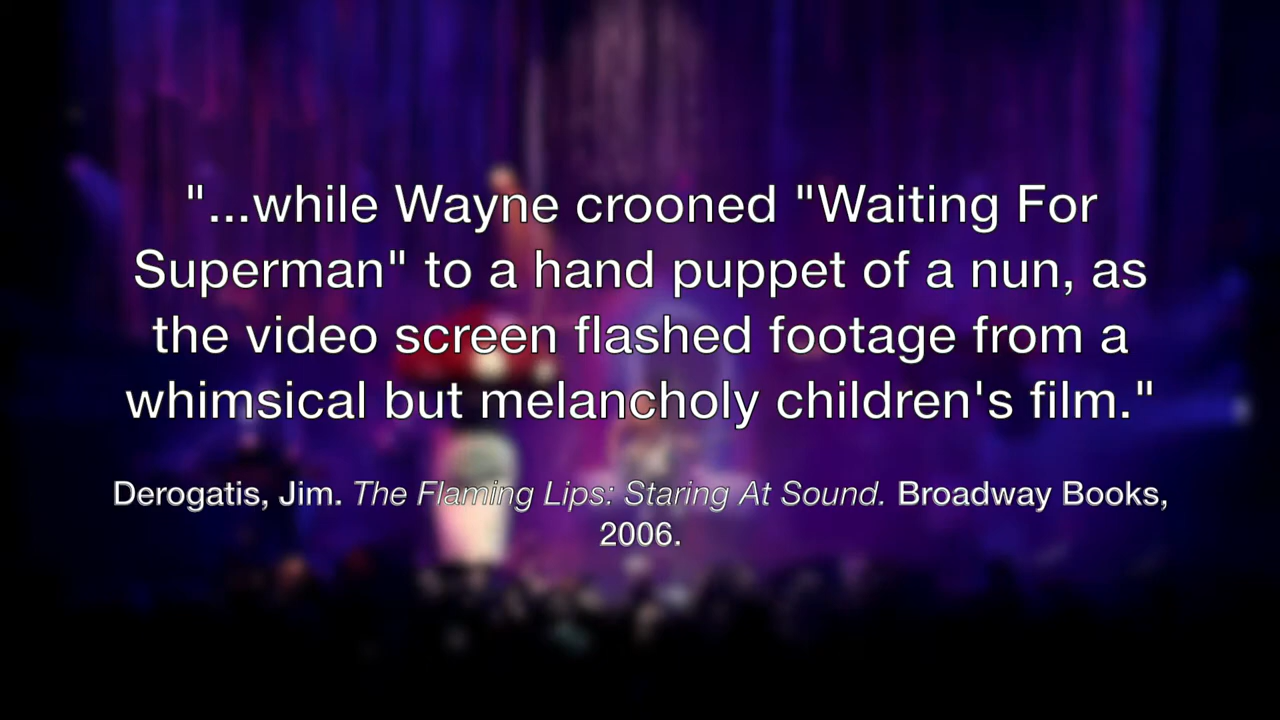 "...while Wayne crooned "Waiting For
Superman" to a hand puppet of a nun, as
the video screen flashed footage from a
whimsical but melancholy children's film."
Derogatis, Jim. The Flaming Lips: Staring At Sound. Broadway Books,
2006.